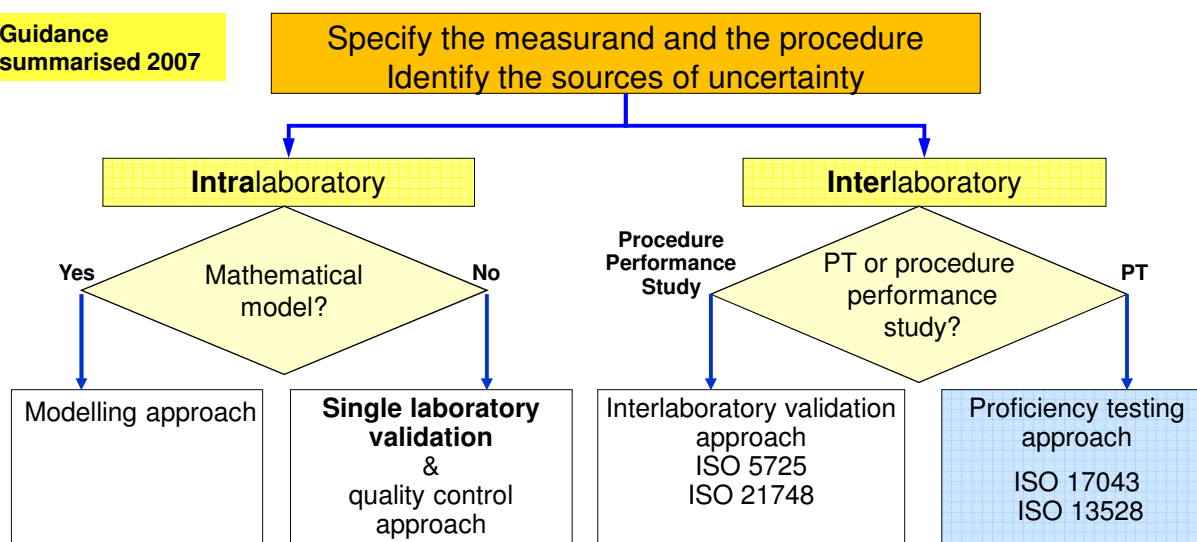 Guidance
summarised 2007
Specify the measurand and the procedure
Identify the sources of uncertainty
Intralaboratory
Interlaboratory
Yes
Mathematical
model?
No
Procedure
Performance
Study
PT or procedure
performance
study?
PT
Modelling approach
Single laboratory
validation
&
quality control
approach
Interlaboratory validation
approach
ISO 5725
ISO 21748
Proficiency testing
approach
ISO 17043
ISO 13528